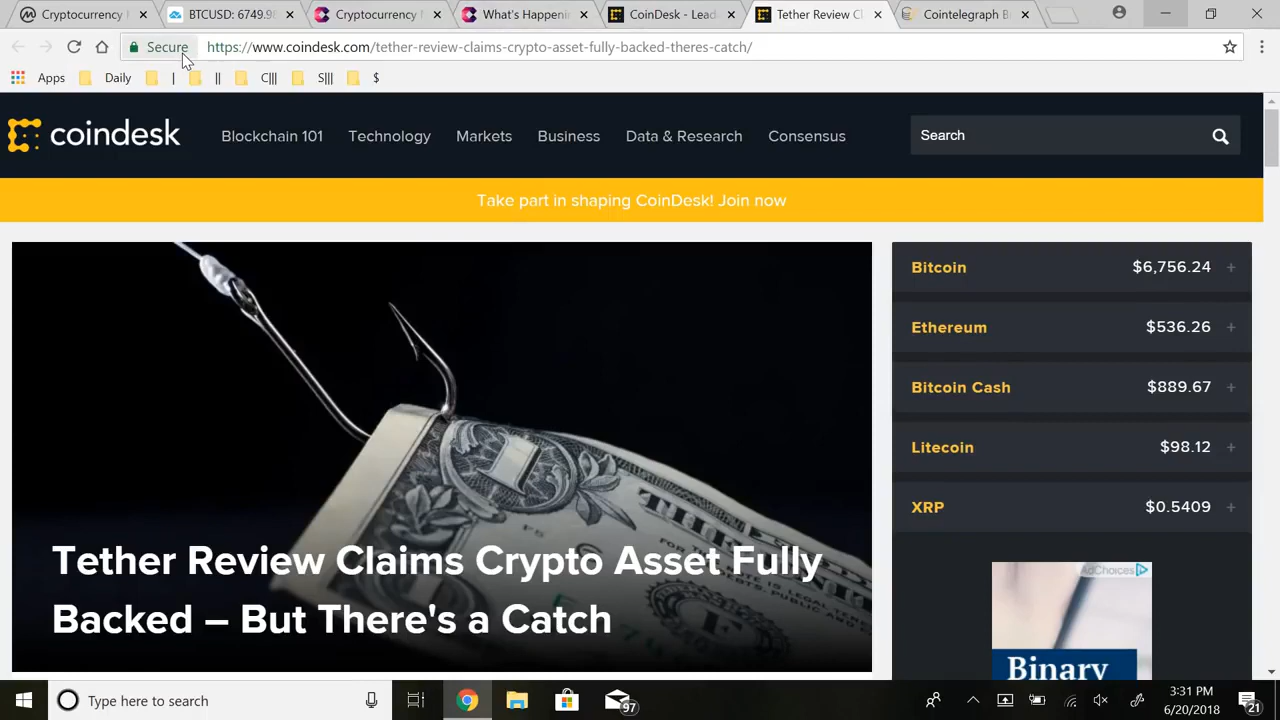 Cryptocurrency
BTCUSD: 6749.9
Cryptocurrency
What's Happenin
CoinDesk - Lead
Tether Review Cl
Cointelegraph B
Secure
https://www.coindesk.com/tether-review-claims-crypto-asset-fully-backed-theres-catch/
Apps
Daily
|
||
C|||
S|||
$
coindesk
Blockchain 101
Technology
Markets
Business
Data & Research
Consensus
Search
Take part in shaping CoinDesk! Join now
Tether Review Claims Crypto Asset Fully
Backed – But There's a Catch
Bitcoin $6,756.24 +
Ethereum $536.26 +
Bitcoin Cash $889.67 +
Litecoin $98.12 +
XRP $0.5409 +
AdChoices
Binary
Type here to search
97
3:31 PM
6/20/2018
21